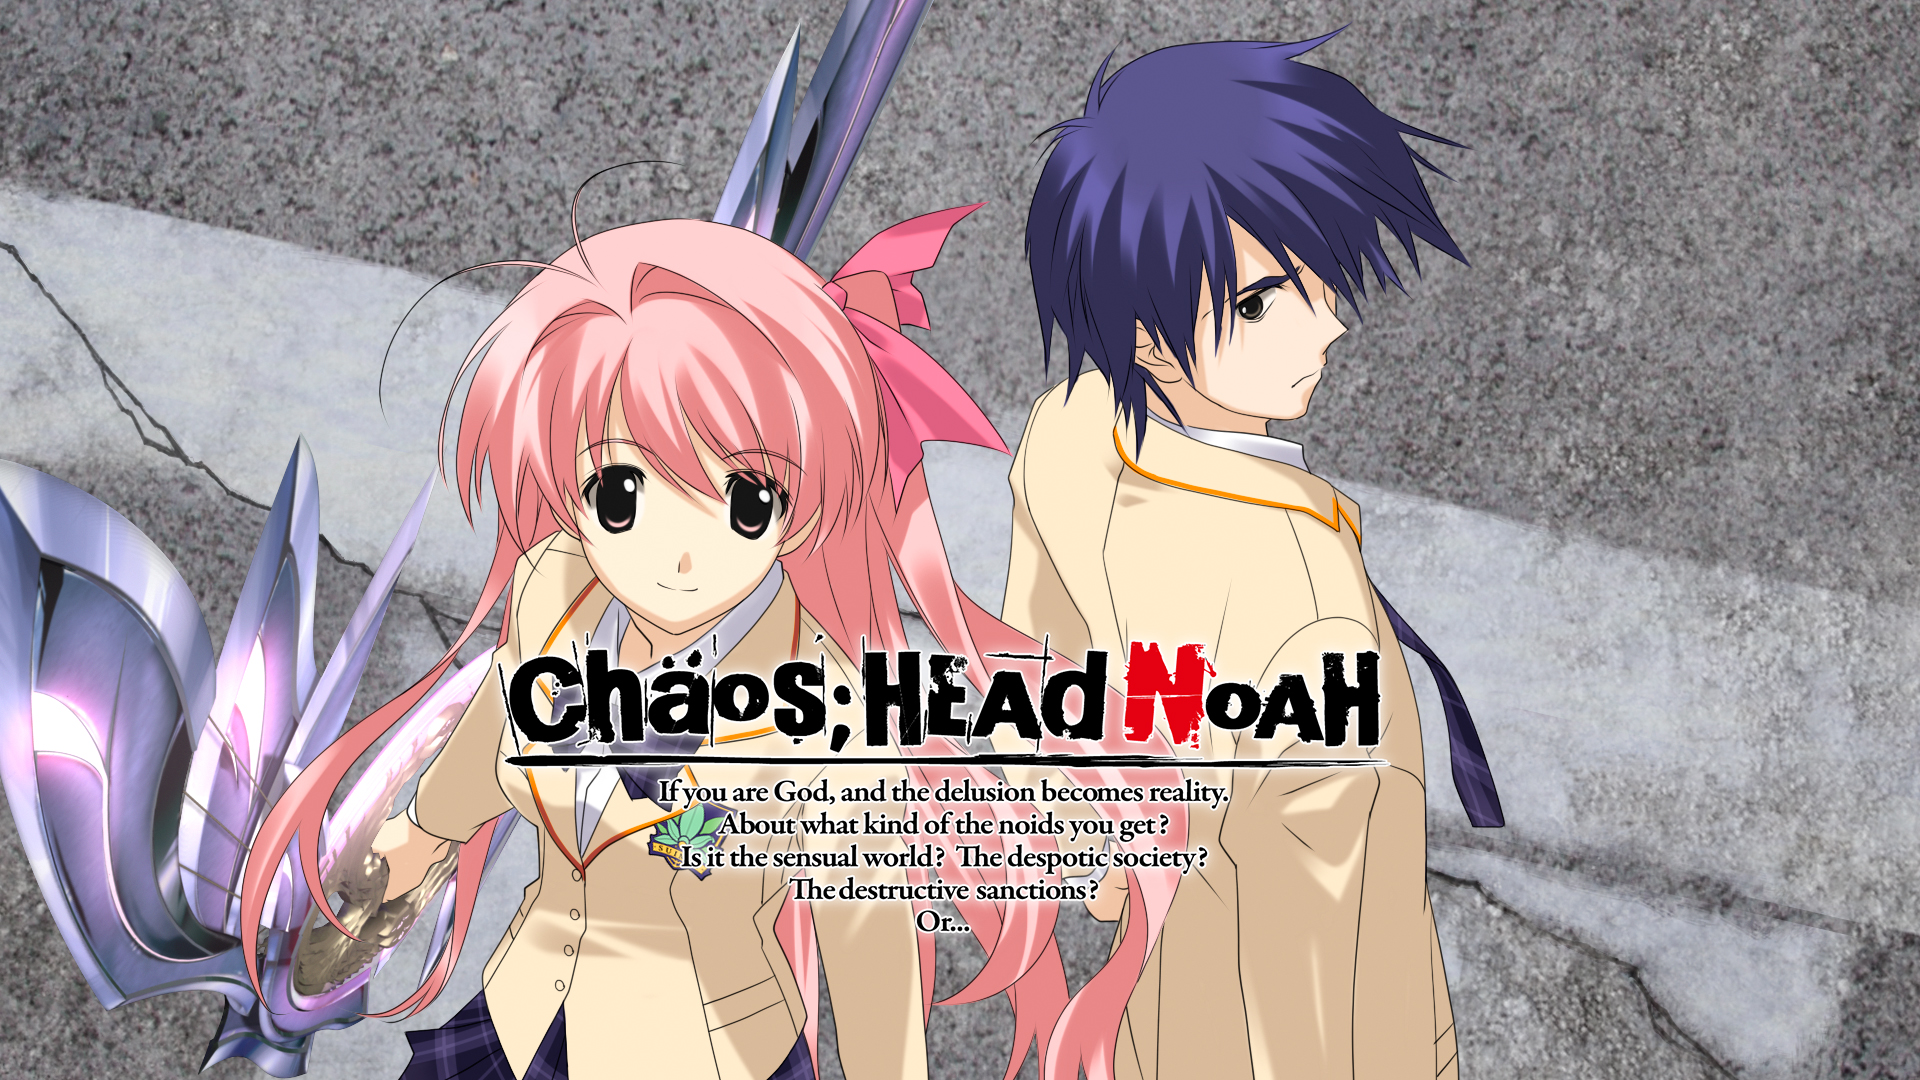 Chäos;HEAd NoAH
If you are God, and the delusion becomes reality.
About what kind of the noids you get?
Is it the sensual world? The despotic society?
The destructive sanctions?
Or...